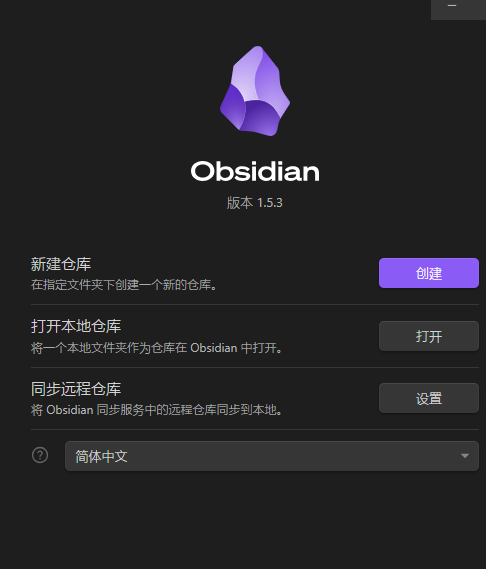 Obsidian
版本 1.5.3
新建仓库
在指定文件夹下创建一个新的仓库。
创建
打开本地仓库
将一个本地文件夹作为仓库在 Obsidian 中打开。
打开
同步远程仓库
将 Obsidian 同步服务中的远程仓库同步到本地。
设置
简体中文